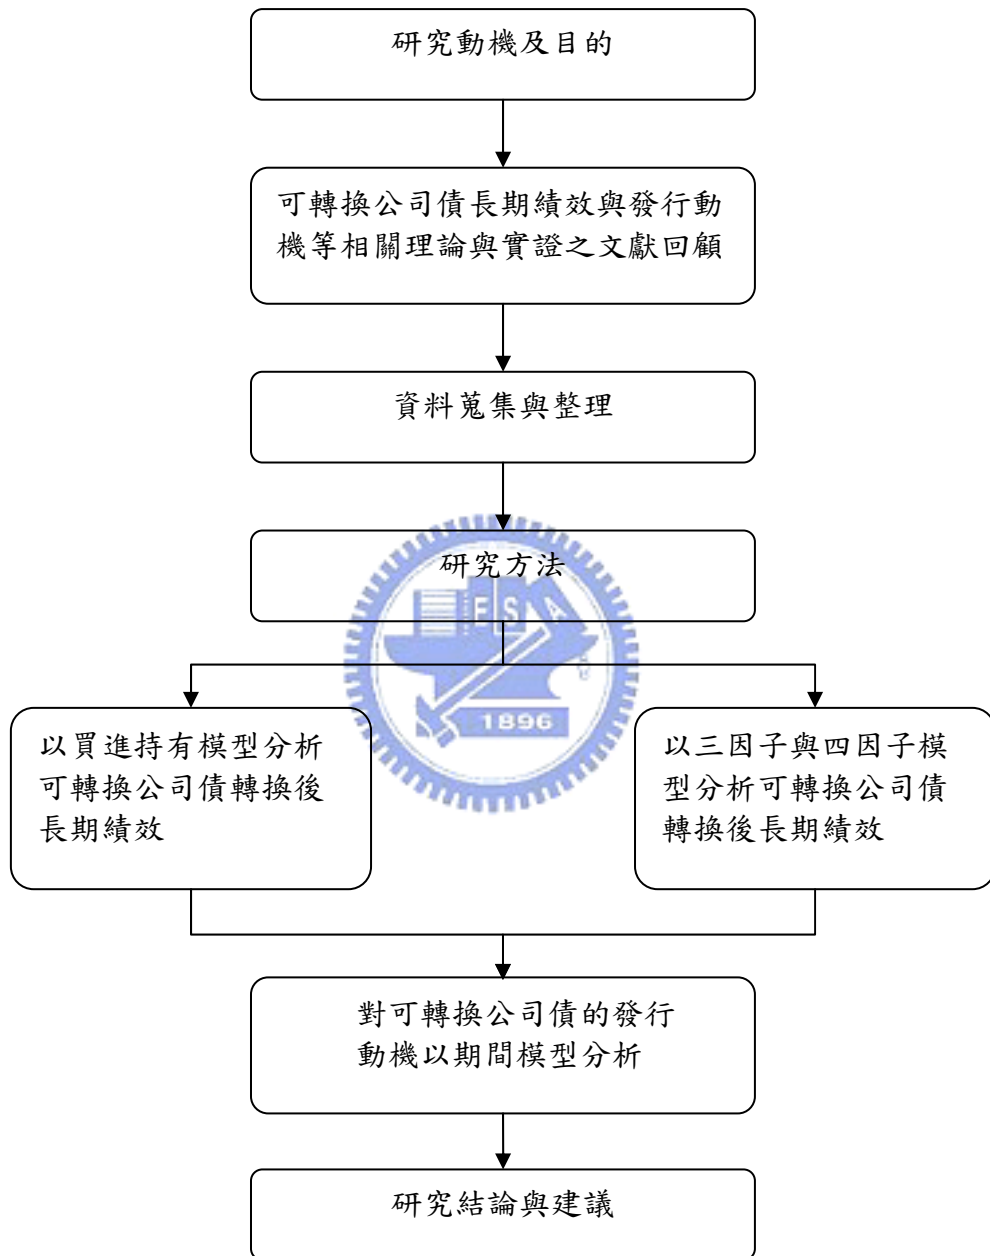 研究動機及目的
可轉換公司債長期績效與發行動
機等相關理論與實證之文獻回顧
資料蒐集與整理
研究方法
ESA
1896
以買進持有模型分析
可轉換公司債轉換後
長期績效
以三因子與四因子模
型分析可轉換公司債
轉換後長期績效
對可轉換公司債的發行
動機以期間模型分析
研究結論與建議